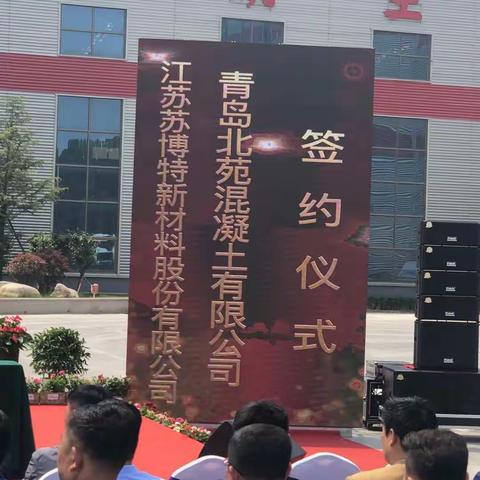 签约仪式
青岛北苑混凝土有限公司
江苏苏博特新材料股份有限公司